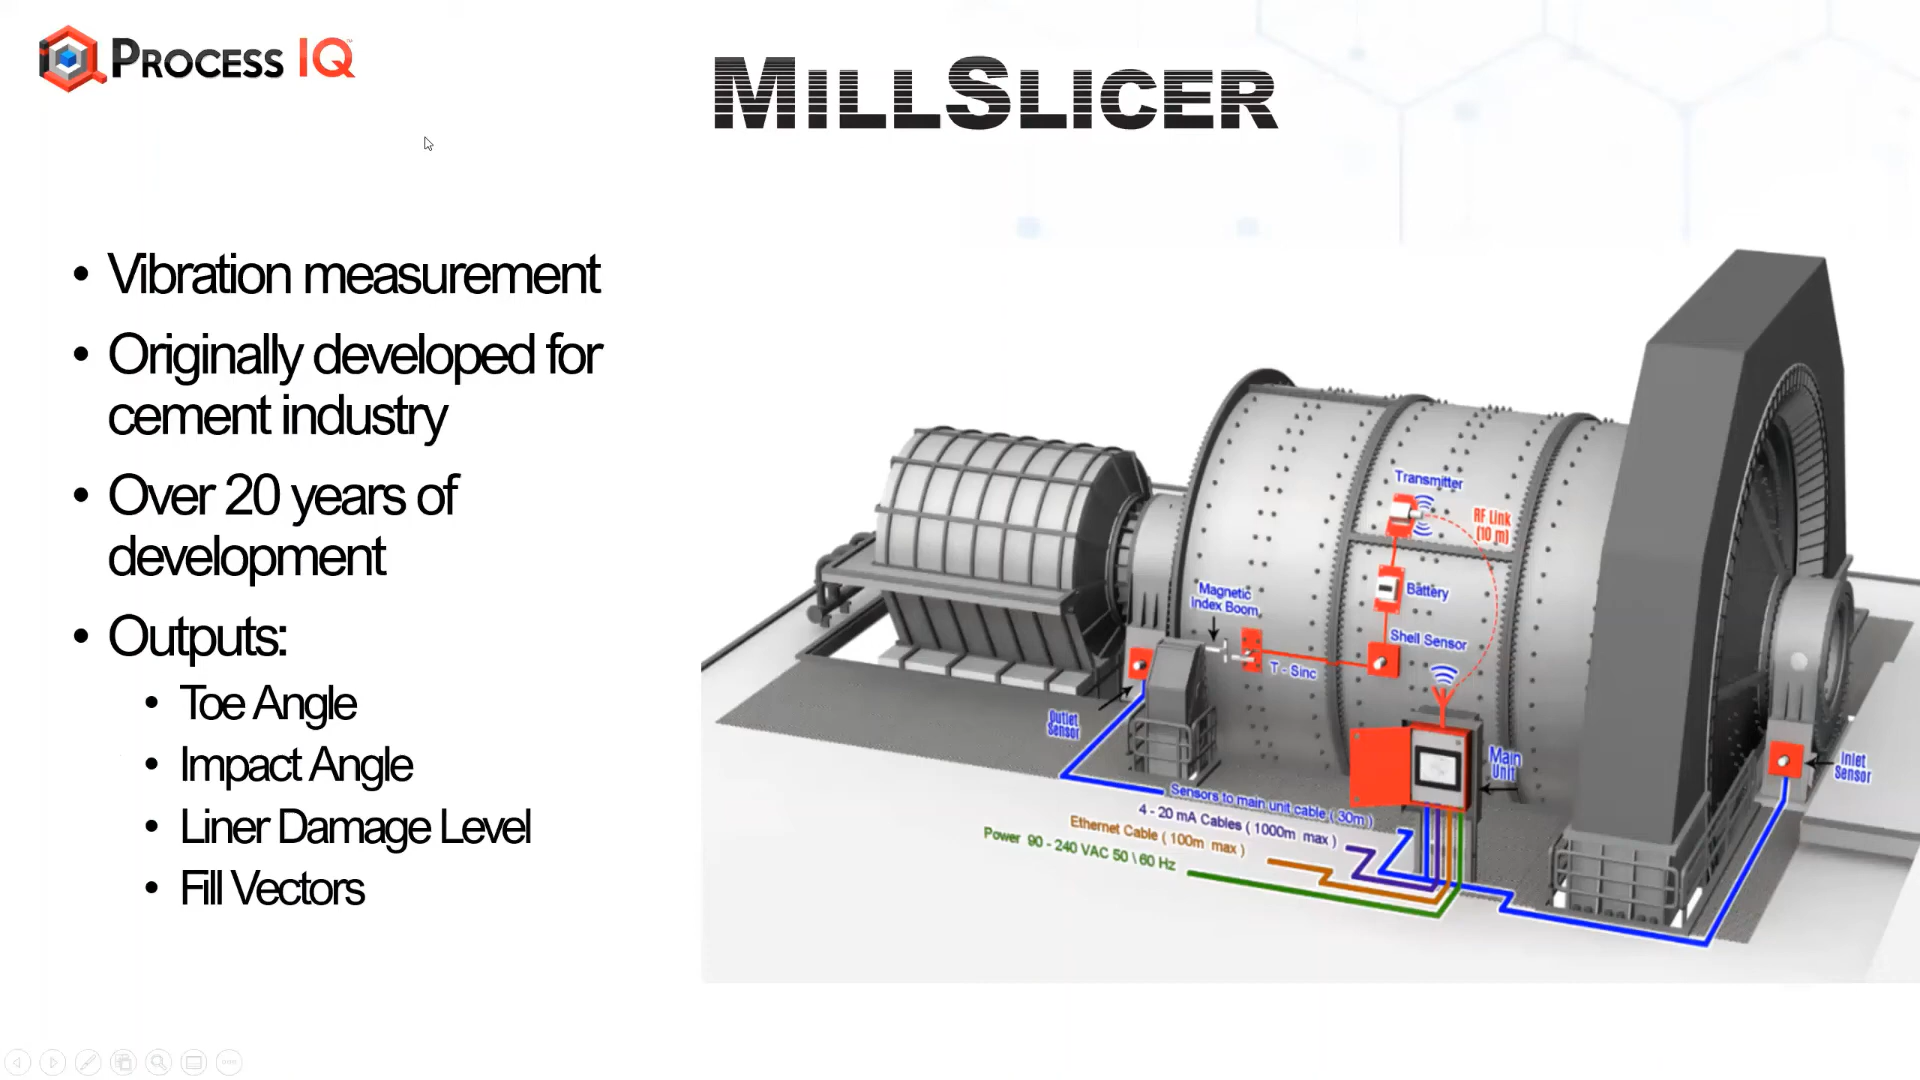 PROCESS IQ
MILLSLICER
• Vibration measurement
• Originally developed for
cement industry
• Over 20 years of
development
• Outputs:
• Toe Angle
• Impact Angle
• Liner Damage Level
• Fill Vectors
Transmitter
RF Link
(10 m)
Battery
Magnetic
Index Boom
Shell Sensor
T - Sinc
Outlet
Sensor
Main
Unit
Inlet
Sensor
Sensors to main unit cable ( 30m )
4 - 20 mA Cables ( 1000m max )
Ethernet Cable ( 100m max )
Power 90 - 240 VAC 50 \ 60 Hz